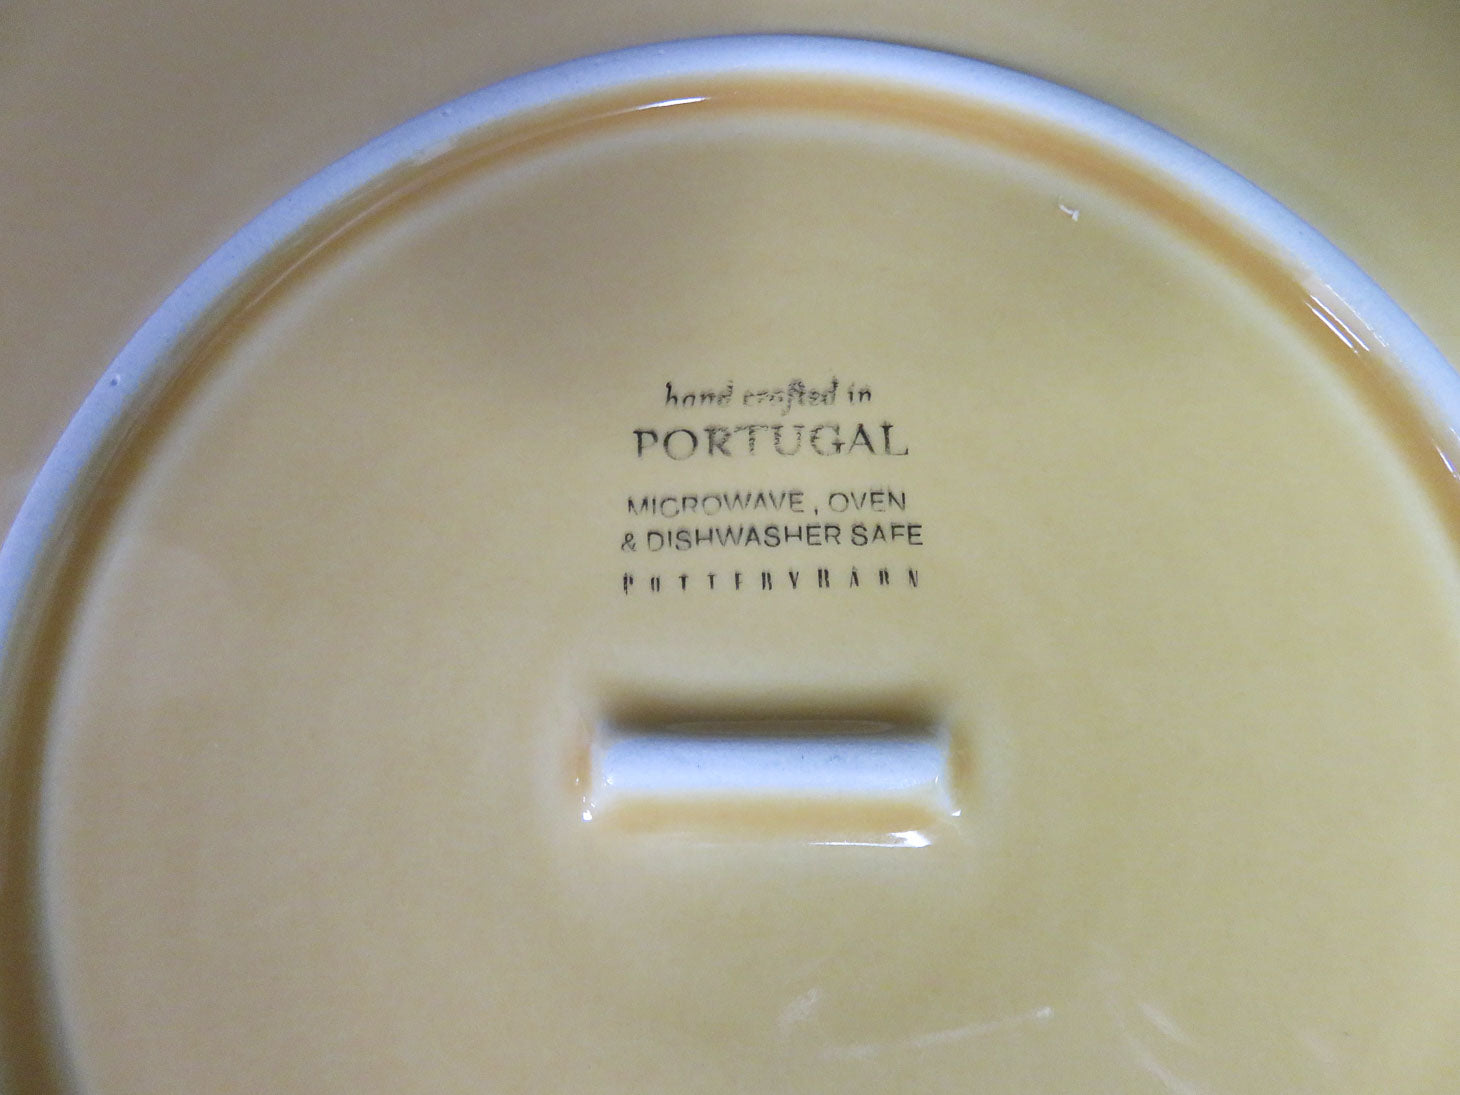 hand crafted in
PORTUGAL
MICROWAVE, OVEN
& DISHWASHER SAFE
POTTERYBARN